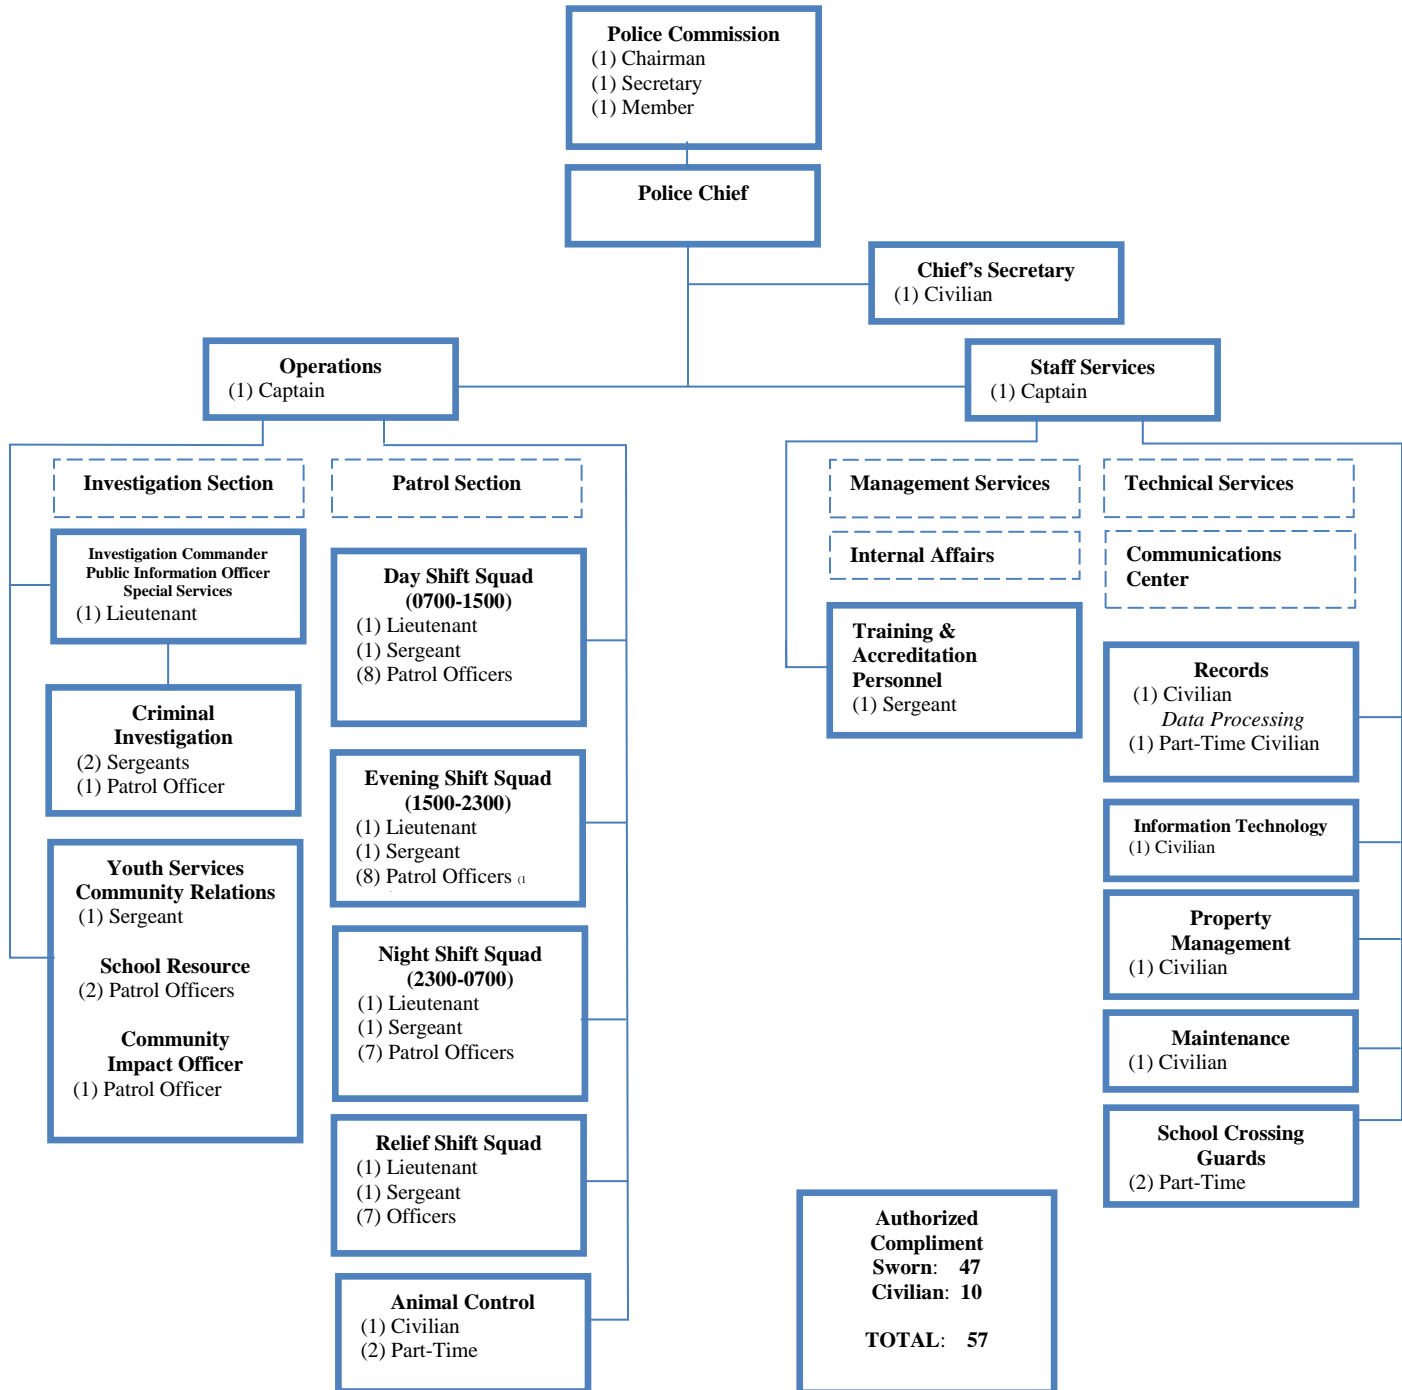 Police Commission
(1) Chairman
(1) Secretary
(1) Member
Police Chief
Chief’s Secretary
(1) Civilian
Operations
(1) Captain
Staff Services
(1) Captain
Investigation Section
Patrol Section
Management Services
Technical Services
Internal Affairs
Communications
Center
Investigation Commander
Public Information Officer
Special Services
(1) Lieutenant
Criminal
Investigation
(2) Sergeants
(1) Patrol Officer
Youth Services
Community Relations
(1) Sergeant
School Resource
(2) Patrol Officers
Community
Impact Officer
(1) Patrol Officer
Day Shift Squad
(0700-1500)
(1) Lieutenant
(1) Sergeant
(8) Patrol Officers
Evening Shift Squad
(1500-2300)
(1) Lieutenant
(1) Sergeant
(8) Patrol Officers (1
Night Shift Squad
(2300-0700)
(1) Lieutenant
(1) Sergeant
(7) Patrol Officers
Relief Shift Squad
(1) Lieutenant
(1) Sergeant
(7) Officers
Animal Control
(1) Civilian
(2) Part-Time
Training &
Accreditation
Personnel
(1) Sergeant
Records
(1) Civilian
Data Processing
(1) Part-Time Civilian
Information Technology
(1) Civilian
Property
Management
(1) Civilian
Maintenance
(1) Civilian
School Crossing
Guards
(2) Part-Time
Authorized
Compliment
Sworn: 47
Civilian: 10
TOTAL: 57